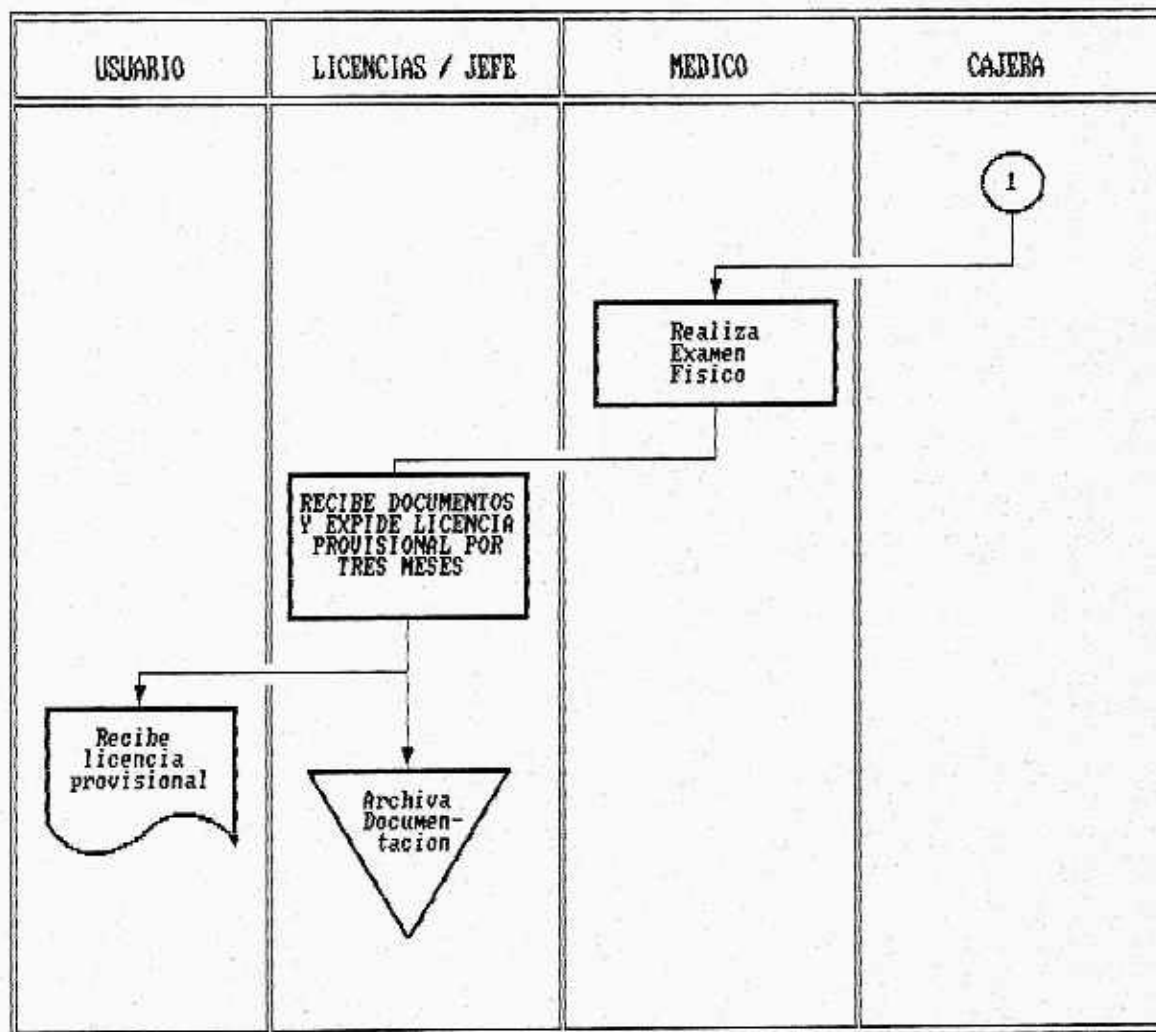 USUARIO
LICENCIAS / JEFE
MEDICO
CAJERA
1
Realiza
Examen
Fisico
RECIBE DOCUMENTOS
Y EXPIDE LICENCIA
PROVISIONAL POR
TRES MESES
Recibe
licencia
provisional
Archiva
Documen-
tacion